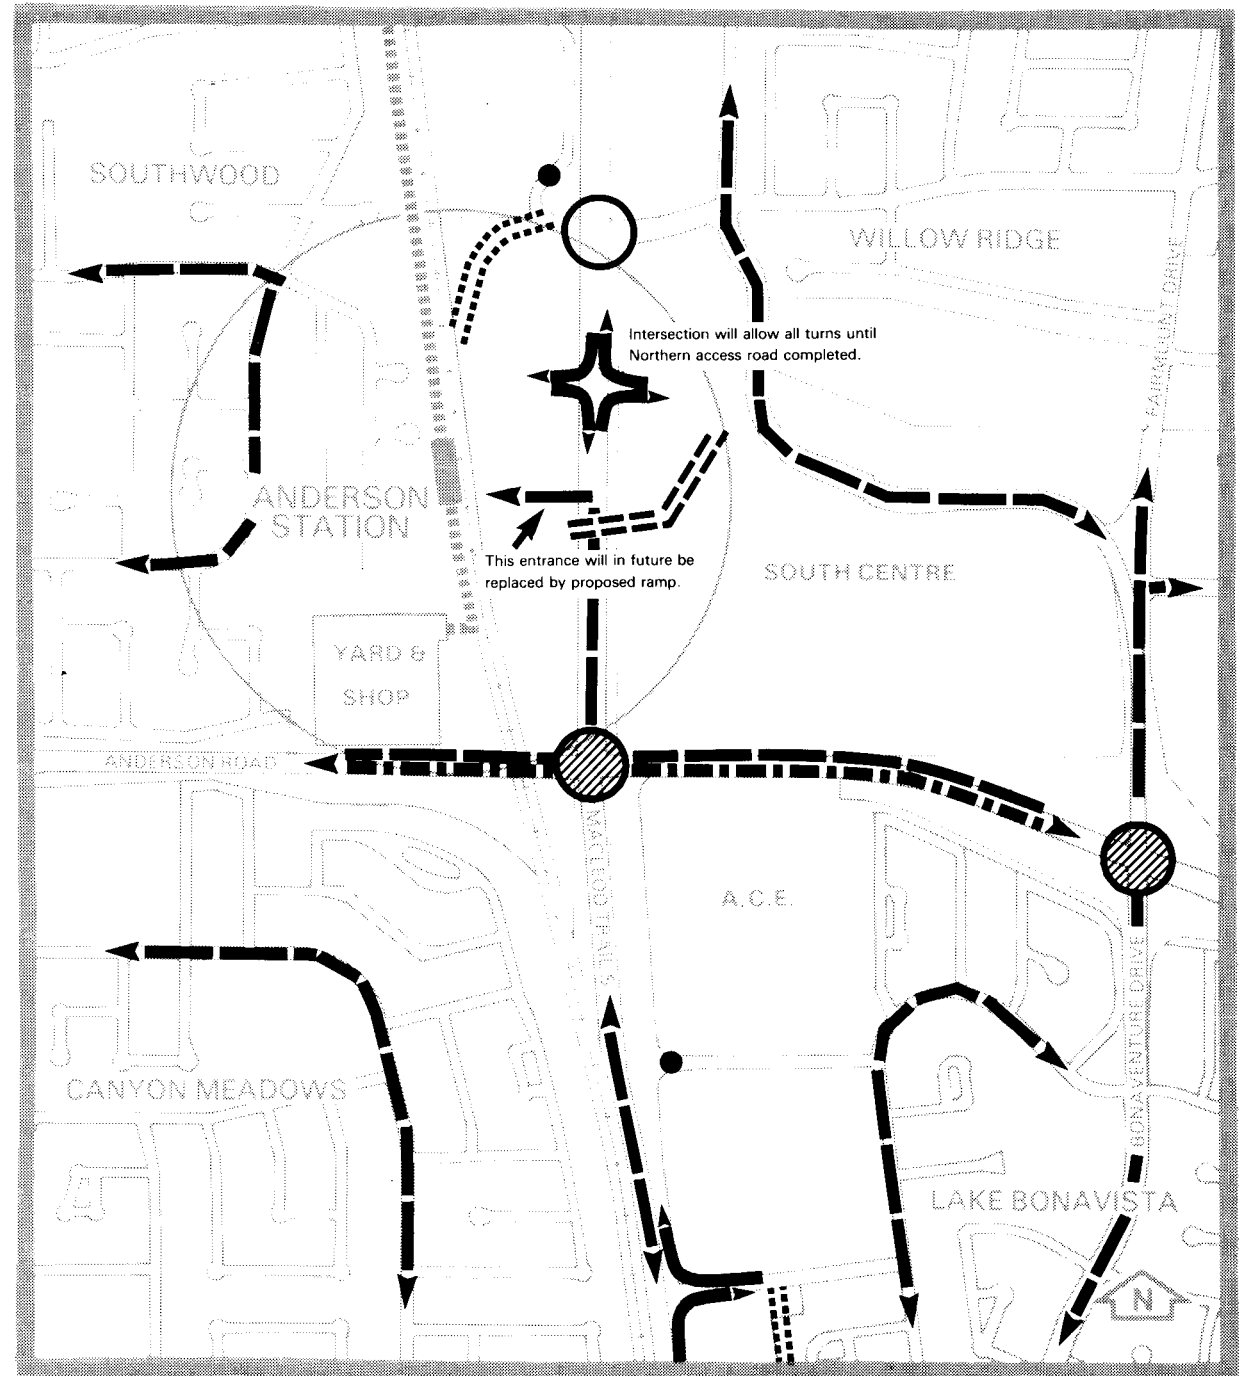 SOUTHWOOD
WILLOW RIDGE
FAIRMOUNT DRIVE
Intersection will allow all turns until
Northern access road completed.
ANDERSON
STATION
This entrance will in future be
replaced by proposed ramp.
SOUTH CENTRE
YARD &
SHOP
ANDERSON ROAD
MACLEOD TRAIL S.
A.C.E.
BONAVENTURE DRIVE
CANYON MEADOWS
LAKE BONAVISTA
N